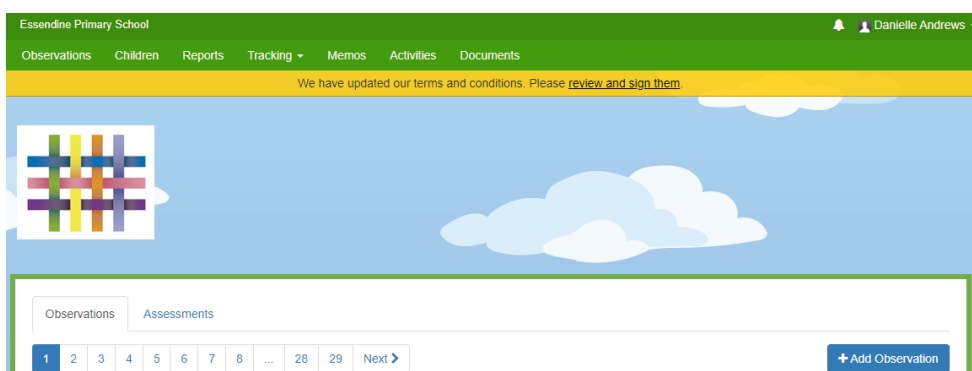 Essendine Primary School Danielle Andrews
Observations Children Reports Tracking Memos Activities Documents
We have updated our terms and conditions. Please review and sign them.
Observations Assessments
1 2 3 4 5 6 7 8 ... 28 29 Next
+ Add Observation